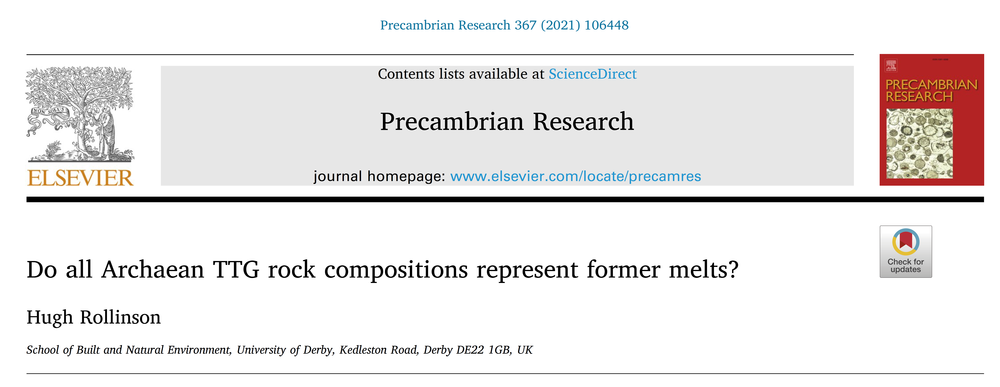 Precambrian Research 367 (2021) 106448
Contents lists available at ScienceDirect
Precambrian Research
journal homepage: www.elsevier.com/locate/precamres
NON SOLUS
ELSEVIER
ELSEVIER
PRECAMBRIAN
RESEARCH
Check for
updates
Do all Archaean TTG rock compositions represent former melts?
Hugh Rollinson
School of Built and Natural Environment, University of Derby, Kedleston Road, Derby DE22 1GB, UK